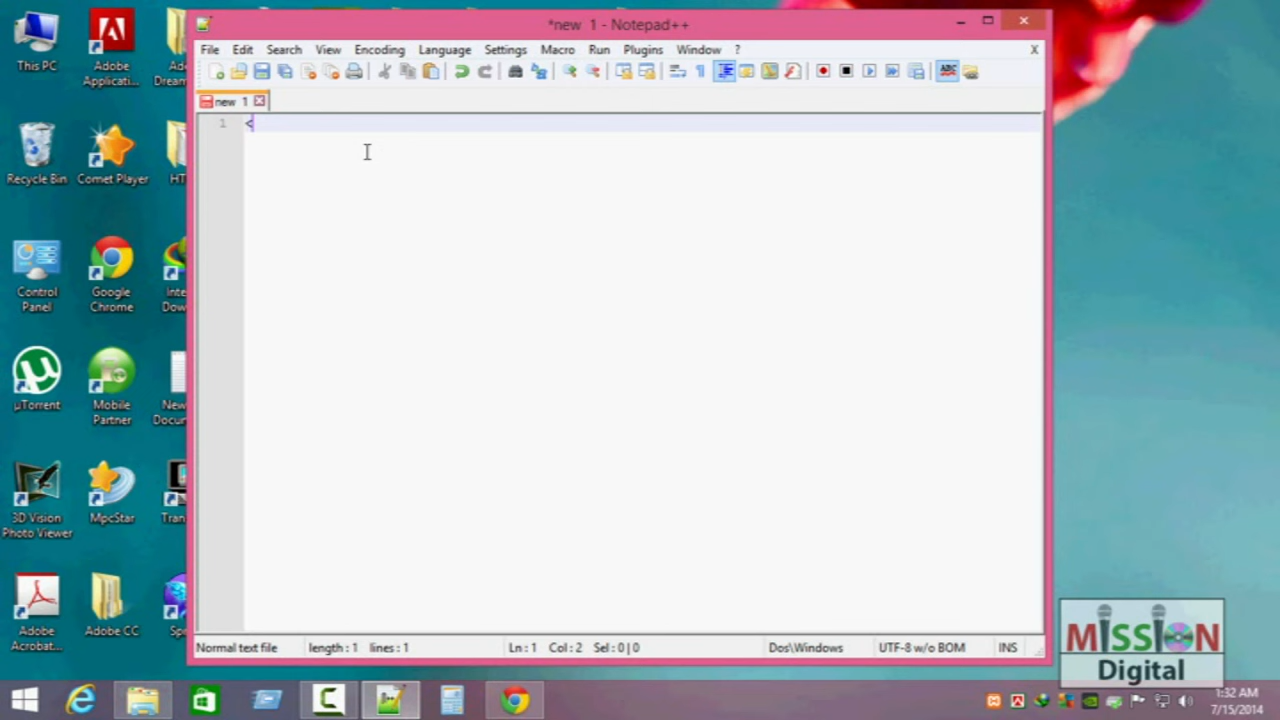 *new 1 - Notepad++
File Edit Search View Encoding Language Settings Macro Run Plugins Window ? X
new 1
1 <
Normal text file length : 1 lines : 1 Ln : 1 Col : 2 Sel : 0 | 0 Dos\Windows UTF-8 w/o BOM INS
This PC
Adobe Applicati...
Recycle Bin
Comet Player
Control Panel
Google Chrome
µTorrent
Mobile Partner
3D Vision Photo Viewer
MpcStar
Adobe Acrobat...
Adobe CC
MISSION
Digital
1:32 AM
7/15/2014